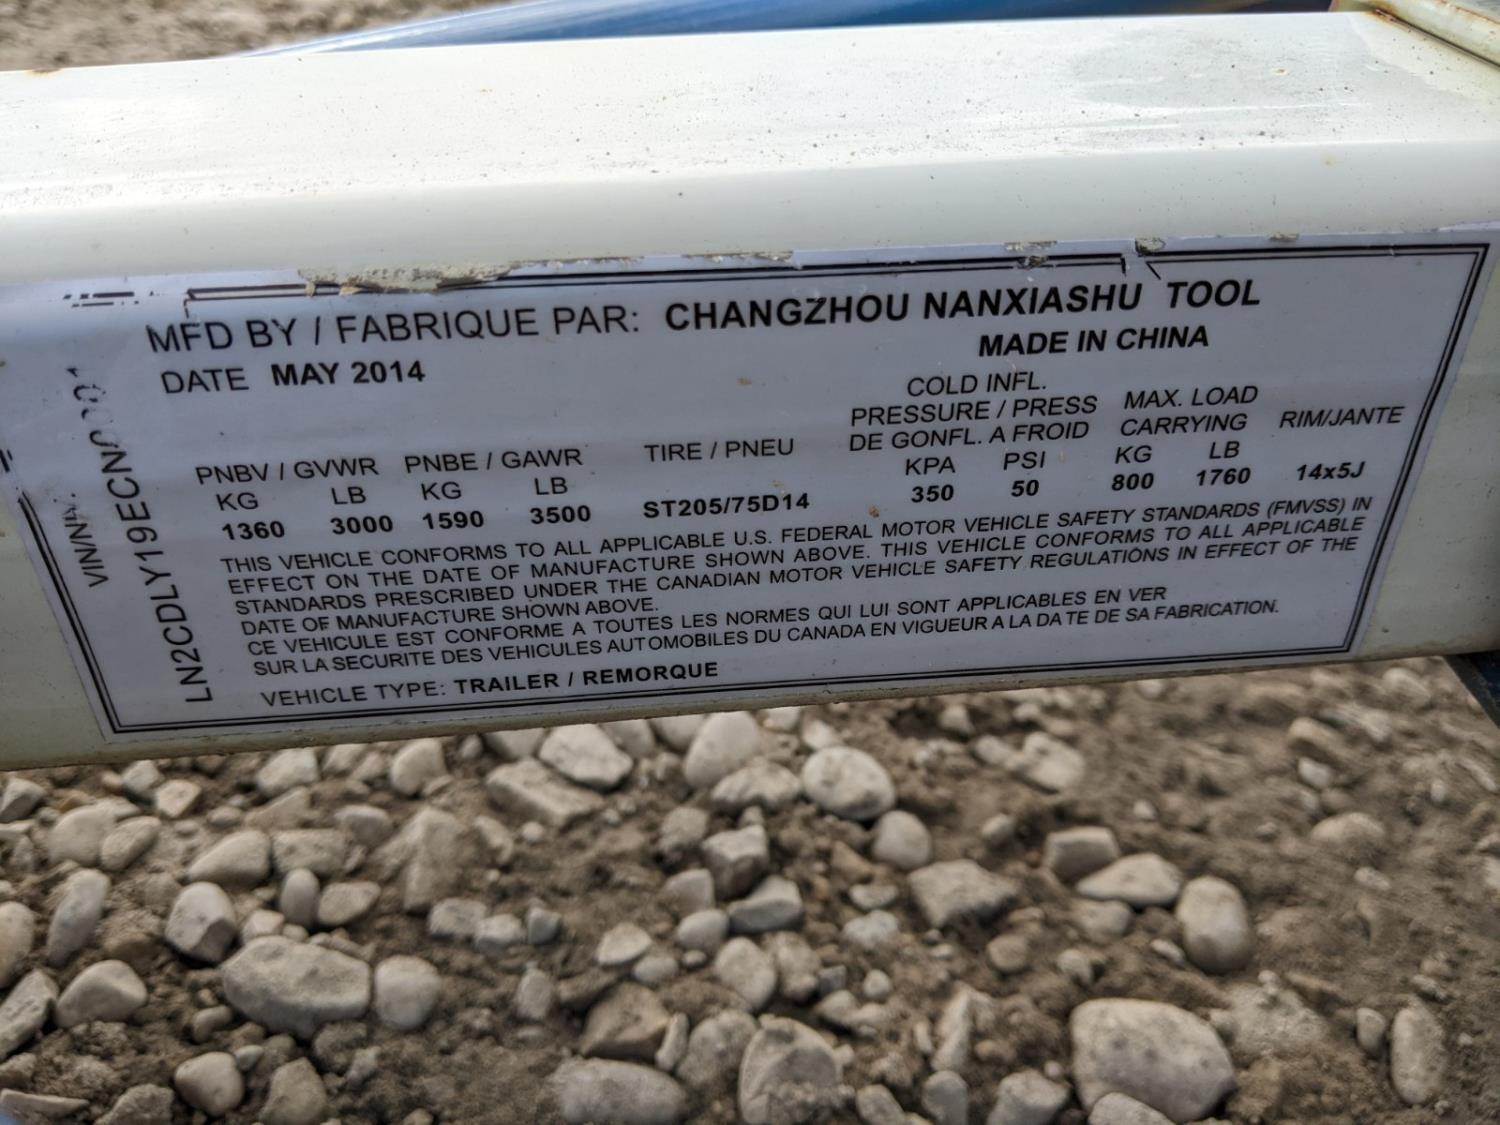 MFD BY / FABRIQUE PAR: CHANGZHOU NANXIASHU TOOL
DATE MAY 2014 MADE IN CHINA
COLD INFL.
PRESSURE / PRESS MAX. LOAD
PNBV / GVWR PNBE / GAWR TIRE / PNEU DE GONFL. A FROID CARRYING RIM/JANTE
KG LB KG LB KPA PSI KG LB
1360 3000 1590 3500 ST205/75D14 350 50 800 1760 14x5J
THIS VEHICLE CONFORMS TO ALL APPLICABLE U.S. FEDERAL MOTOR VEHICLE SAFETY STANDARDS (FMVSS) IN
EFFECT ON THE DATE OF MANUFACTURE SHOWN ABOVE. THIS VEHICLE CONFORMS TO ALL APPLICABLE
STANDARDS PRESCRIBED UNDER THE CANADIAN MOTOR VEHICLE SAFETY REGULATIONS IN EFFECT OF THE
DATE OF MANUFACTURE SHOWN ABOVE.
CE VEHICULE EST CONFORME A TOUTES LES NORMES QUI LUI SONT APPLICABLES EN VER
SUR LA SECURITE DES VEHICULES AUTOMOBILES DU CANADA EN VIGUEUR A LA DA TE DE SA FABRICATION.
VEHICLE TYPE: TRAILER / REMORQUE